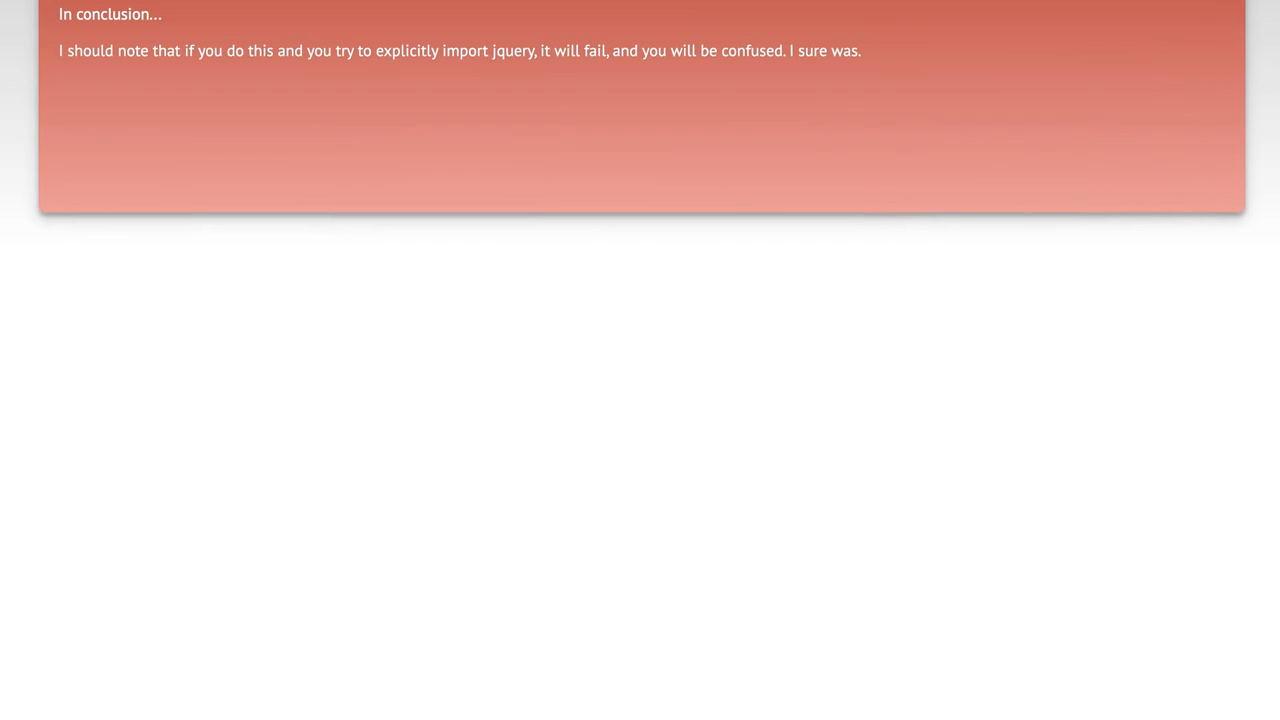 In conclusion...
I should note that if you do this and you try to explicitly import jquery, it will fail, and you will be confused. I sure was.